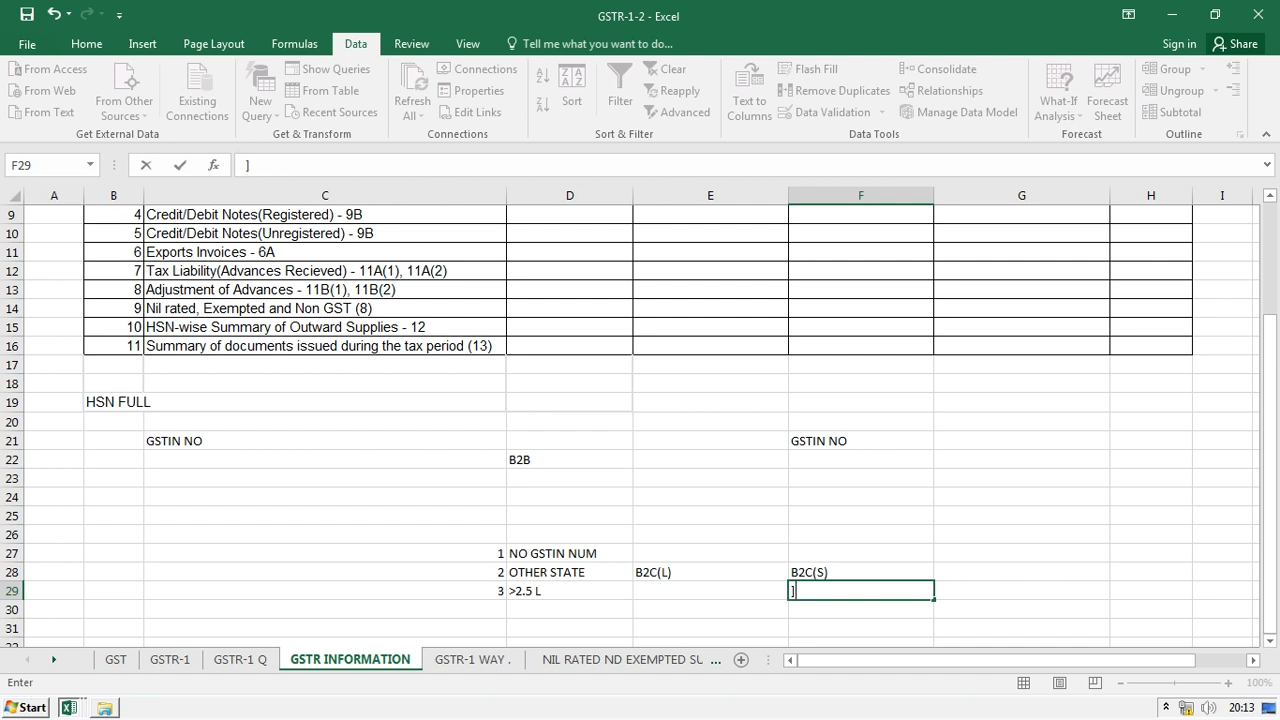 GSTR-1-2 - Excel
File Home Insert Page Layout Formulas Data Review View Tell me what you want to do... Sign in Share
From Access
From Web
From Text
From Other Sources
Existing Connections
Get External Data
New Query
Show Queries
From Table
Recent Sources
Get & Transform
Refresh All
Connections
Properties
Edit Links
Connections
Sort
Filter
Clear
Reapply
Advanced
Sort & Filter
Text to Columns
Flash Fill
Remove Duplicates
Data Validation
Consolidate
Relationships
Manage Data Model
Data Tools
What-If Analysis
Forecast Sheet
Forecast
Group
Ungroup
Subtotal
Outline
F29 fx ]
A B C D E F G H I
9 4 Credit/Debit Notes(Registered) - 9B
10 5 Credit/Debit Notes(Unregistered) - 9B
11 6 Exports Invoices - 6A
12 7 Tax Liability(Advances Recieved) - 11A(1), 11A(2)
13 8 Adjustment of Advances - 11B(1), 11B(2)
14 9 Nil rated, Exempted and Non GST (8)
15 10 HSN-wise Summary of Outward Supplies - 12
16 11 Summary of documents issued during the tax period (13)
17
18
19 HSN FULL
20
21 GSTIN NO GSTIN NO
22 B2B
23
24
25
26
27 1 NO GSTIN NUM
28 2 OTHER STATE B2C(L) B2C(S)
29 3 >2.5 L ]
30
31
GST GSTR-1 GSTR-1 Q GSTR INFORMATION GSTR-1 WAY . NIL RATED ND EXEMPTED SU ...
Enter 100%
Start 20:13